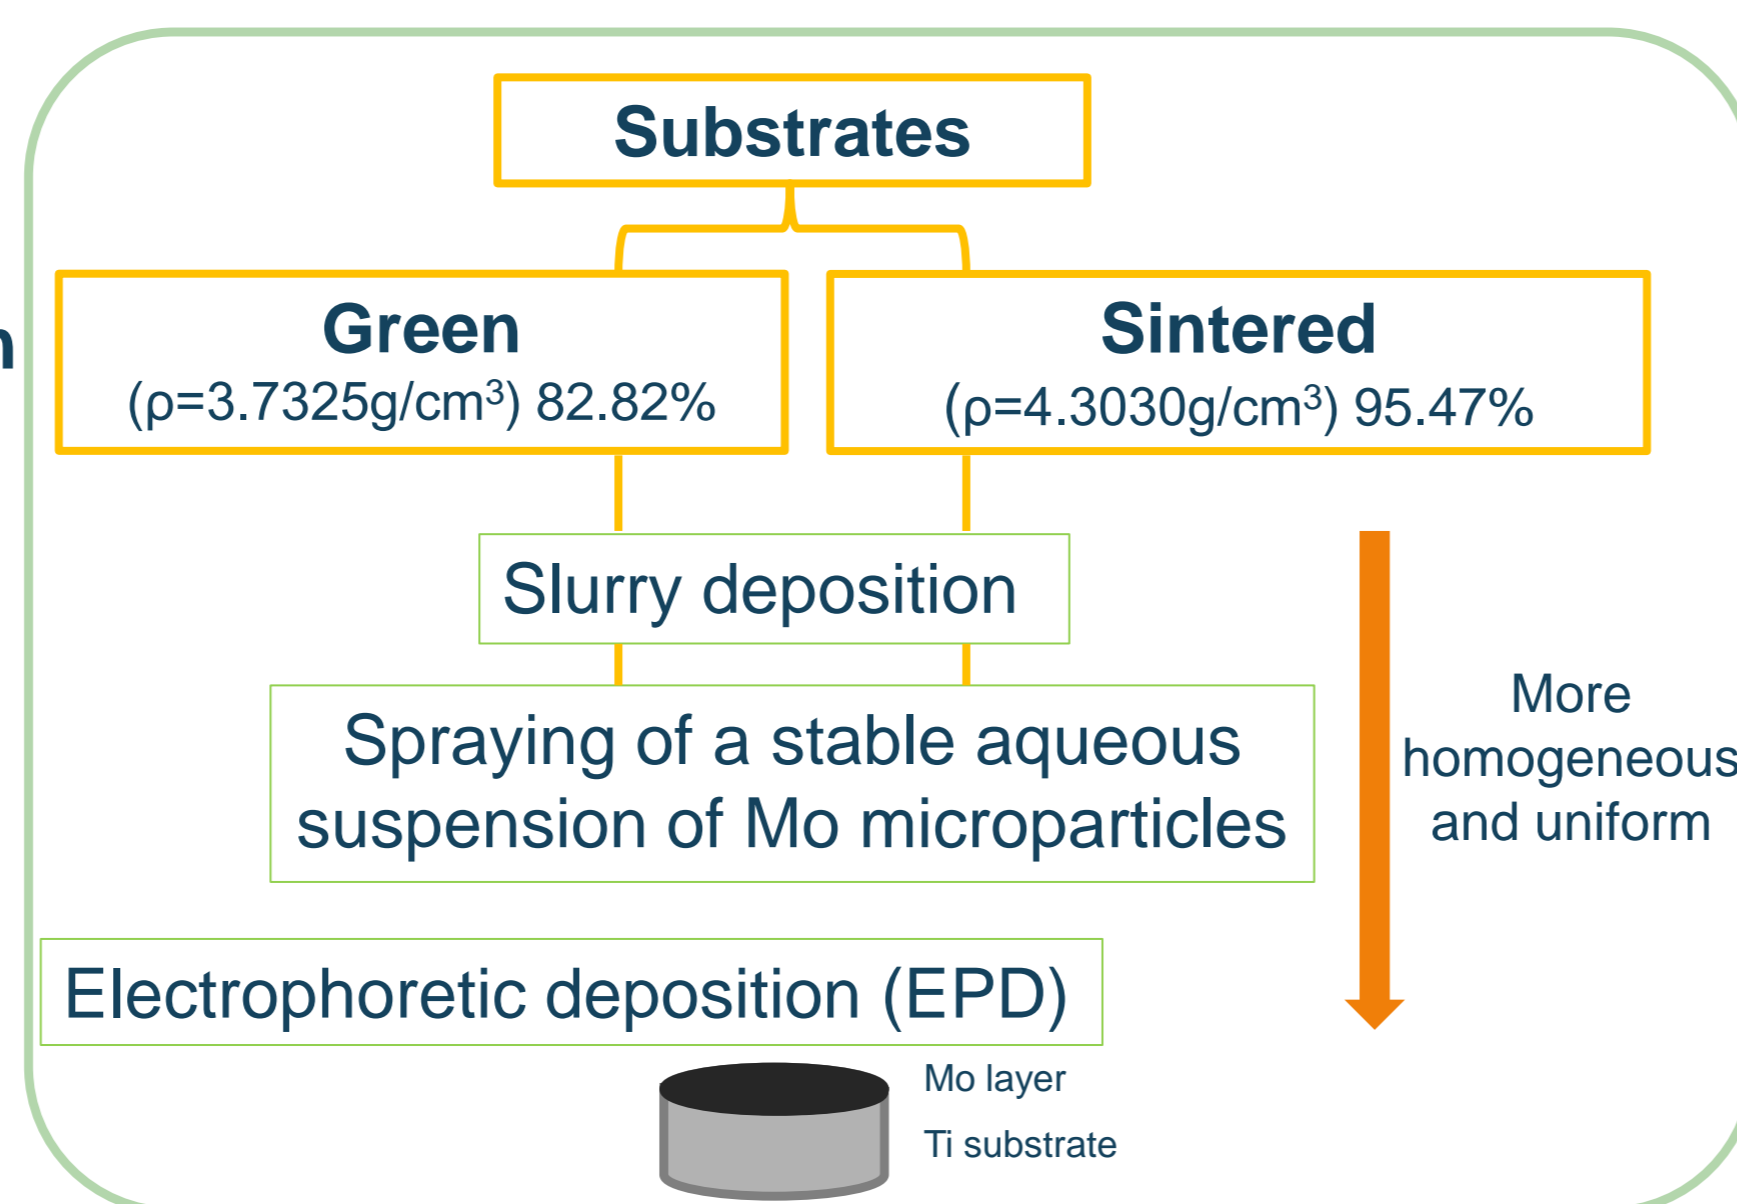 Substrates
Green
(ρ=3.7325g/cm³) 82.82%
Sintered
(ρ=4.3030g/cm³) 95.47%
Slurry deposition
Spraying of a stable aqueous
suspension of Mo microparticles
More
homogeneous
and uniform
Electrophoretic deposition (EPD)
Mo layer
Ti substrate